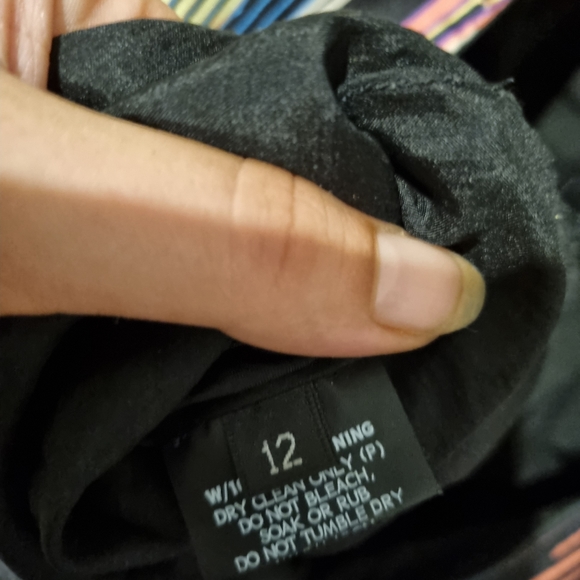 12
NING
DRY CLEAN ONLY (P)
DO NOT BLEACH,
SOAK OR RUB
DO NOT TUMBLE DRY